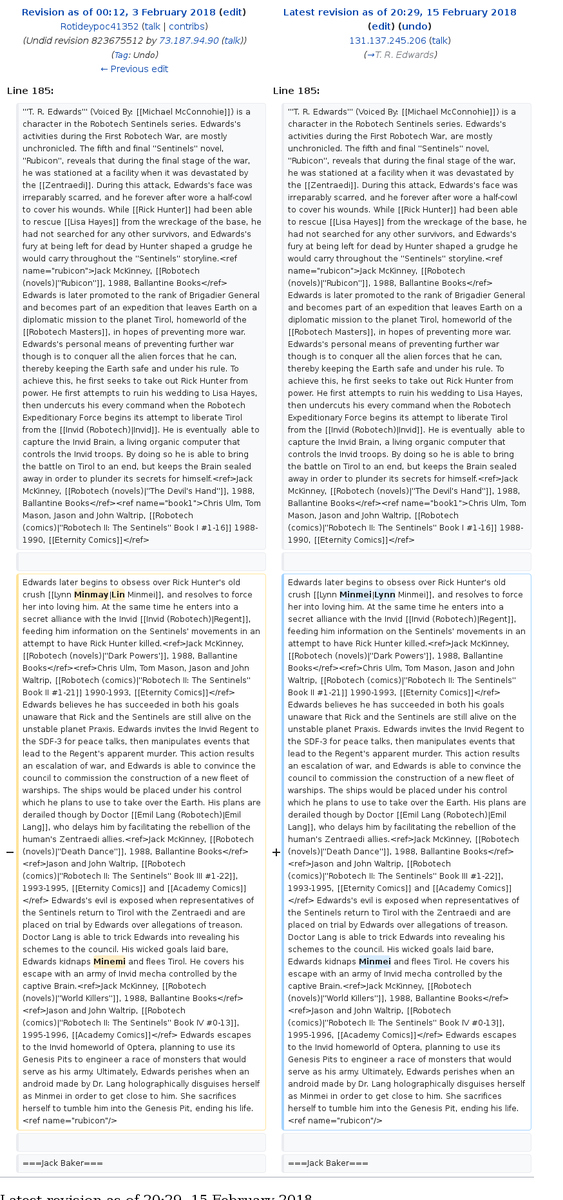 Revision as of 00:12, 3 February 2018 (edit)
Rotideypoc41352 (talk | contribs)
(Undid revision 823675512 by 73.187.94.90 (talk))
(Tag: Undo)
← Previous edit
Latest revision as of 20:29, 15 February 2018
(edit) (undo)
131.137.245.206 (talk)
(→T. R. Edwards)
Line 185:
'''T. R. Edwards''' (Voiced By: [[Michael McConnohie]]) is a
character in the Robotech Sentinels series. Edwards's
activities during the First Robotech War, are mostly
unchronicled. The fifth and final ''Sentinels'' novel,
''Rubicon'', reveals that during the final stage of the war,
he was stationed at a facility when it was devastated by
the [[Zentraedi]]. During this attack, Edwards's face was
irreparably scarred, and he forever after wore a half-cowl
to cover his wounds. While [[Rick Hunter]] had been able
to rescue [[Lisa Hayes]] from the wreckage of the base, he
had not searched for any other survivors, and Edwards's
fury at being left for dead by Hunter shaped a grudge he
would carry throughout the ''Sentinels'' storyline.<ref
name="rubicon">Jack McKinney, [[Robotech
(novels)|''Rubicon'']], 1988, Ballantine Books</ref>
Edwards is later promoted to the rank of Brigadier General
and becomes part of an expedition that leaves Earth on a
diplomatic mission to the planet Tirol, homeworld of the
[[Robotech Masters]], in hopes of preventing more war.
Edwards's personal means of preventing further war
though is to conquer all the alien forces that he can,
thereby keeping the Earth safe and under his rule. To
achieve this, he first seeks to take out Rick Hunter from
power. He first attempts to ruin his wedding to Lisa Hayes,
then undercuts his every command when the Robotech
Expeditionary Force begins its attempt to liberate Tirol
from the [[Invid (Robotech)|Invid]]. He is eventually  able to
capture the Invid Brain, a living organic computer that
controls the Invid troops. By doing so he is able to bring
the battle on Tirol to an end, but keeps the Brain sealed
away in order to plunder its secrets for himself.<ref>Jack
McKinney, [[Robotech (novels)|''The Devil's Hand'']], 1988,
Ballantine Books</ref><ref name="book1">Chris Ulm, Tom
Mason, Jason and John Waltrip, [[Robotech
(comics)|''Robotech II: The Sentinels'' Book I #1-16]] 1988-
1990, [[Eternity Comics]]</ref>
−
Edwards later begins to obsess over Rick Hunter's old
crush [[Lynn Minmay|Lin Minmei]], and resolves to force
her into loving him. At the same time he enters into a
secret alliance with the Invid [[Invid (Robotech)|Regent]],
feeding him information on the Sentinels' movements in an
attempt to have Rick Hunter killed.<ref>Jack McKinney,
[[Robotech (novels)|''Dark Powers'']], 1988, Ballantine
Books</ref><ref>Chris Ulm, Tom Mason, Jason and John
Waltrip, [[Robotech (comics)|''Robotech II: The Sentinels''
Book II #1-21]] 1990-1993, [[Eternity Comics]]</ref>
Edwards believes he has succeeded in both his goals
unaware that Rick and the Sentinels are still alive on the
unstable planet Praxis. Edwards invites the Invid Regent to
the SDF-3 for peace talks, then manipulates events that
lead to the Regent's apparent murder. This action results
an escalation of war, and Edwards is able to convince the
council to commission the construction of a new fleet of
warships. The ships would be placed under his control
which he plans to use to take over the Earth. His plans are
derailed though by Doctor [[Emil Lang (Robotech)|Emil
Lang]], who delays him by facilitating the rebellion of the
human's Zentraedi allies.<ref>Jack McKinney, [[Robotech
(novels)|''Death Dance'']], 1988, Ballantine Books</ref>
<ref>Jason and John Waltrip, [[Robotech
(comics)|''Robotech II: The Sentinels'' Book III #1-22]],
1993-1995, [[Eternity Comics]] and [[Academy Comics]]
</ref> Edwards's evil is exposed when representatives of
the Sentinels return to Tirol with the Zentraedi and are
placed on trial by Edwards over allegations of treason.
Doctor Lang is able to trick Edwards into revealing his
schemes to the council. His wicked goals laid bare,
Edwards kidnaps Minemi and flees Tirol. He covers his
escape with an army of Invid mecha controlled by the
captive Brain.<ref>Jack McKinney, [[Robotech
(novels)|''World Killers'']], 1988, Ballantine Books</ref>
<ref>Jason and John Waltrip, [[Robotech
(comics)|''Robotech II: The Sentinels'' Book IV #0-13]],
1995-1996, [[Academy Comics]]</ref> Edwards escapes
to the Invid homeworld of Optera, planning to use its
Genesis Pits to engineer a race of monsters that would
serve as his army. Ultimately, Edwards perishes when an
android made by Dr. Lang holographically disguises herself
as Minmei in order to get close to him. She sacrifices
herself to tumble him into the Genesis Pit, ending his life.
<ref name="rubicon"/>
===Jack Baker===
Line 185:
'''T. R. Edwards''' (Voiced By: [[Michael McConnohie]]) is a
character in the Robotech Sentinels series. Edwards's
activities during the First Robotech War, are mostly
unchronicled. The fifth and final ''Sentinels'' novel,
''Rubicon'', reveals that during the final stage of the war,
he was stationed at a facility when it was devastated by
the [[Zentraedi]]. During this attack, Edwards's face was
irreparably scarred, and he forever after wore a half-cowl
to cover his wounds. While [[Rick Hunter]] had been able
to rescue [[Lisa Hayes]] from the wreckage of the base, he
had not searched for any other survivors, and Edwards's
fury at being left for dead by Hunter shaped a grudge he
would carry throughout the ''Sentinels'' storyline.<ref
name="rubicon">Jack McKinney, [[Robotech
(novels)|''Rubicon'']], 1988, Ballantine Books</ref>
Edwards is later promoted to the rank of Brigadier General
and becomes part of an expedition that leaves Earth on a
diplomatic mission to the planet Tirol, homeworld of the
[[Robotech Masters]], in hopes of preventing more war.
Edwards's personal means of preventing further war
though is to conquer all the alien forces that he can,
thereby keeping the Earth safe and under his rule. To
achieve this, he first seeks to take out Rick Hunter from
power. He first attempts to ruin his wedding to Lisa Hayes,
then undercuts his every command when the Robotech
Expeditionary Force begins its attempt to liberate Tirol
from the [[Invid (Robotech)|Invid]]. He is eventually  able to
capture the Invid Brain, a living organic computer that
controls the Invid troops. By doing so he is able to bring
the battle on Tirol to an end, but keeps the Brain sealed
away in order to plunder its secrets for himself.<ref>Jack
McKinney, [[Robotech (novels)|''The Devil's Hand'']], 1988,
Ballantine Books</ref><ref name="book1">Chris Ulm, Tom
Mason, Jason and John Waltrip, [[Robotech
(comics)|''Robotech II: The Sentinels'' Book I #1-16]] 1988-
1990, [[Eternity Comics]]</ref>
+
Edwards later begins to obsess over Rick Hunter's old
crush [[Lynn Minmei|Lynn Minmei]], and resolves to force
her into loving him. At the same time he enters into a
secret alliance with the Invid [[Invid (Robotech)|Regent]],
feeding him information on the Sentinels' movements in an
attempt to have Rick Hunter killed.<ref>Jack McKinney,
[[Robotech (novels)|''Dark Powers'']], 1988, Ballantine
Books</ref><ref>Chris Ulm, Tom Mason, Jason and John
Waltrip, [[Robotech (comics)|''Robotech II: The Sentinels''
Book II #1-21]] 1990-1993, [[Eternity Comics]]</ref>
Edwards believes he has succeeded in both his goals
unaware that Rick and the Sentinels are still alive on the
unstable planet Praxis. Edwards invites the Invid Regent to
the SDF-3 for peace talks, then manipulates events that
lead to the Regent's apparent murder. This action results
an escalation of war, and Edwards is able to convince the
council to commission the construction of a new fleet of
warships. The ships would be placed under his control
which he plans to use to take over the Earth. His plans are
derailed though by Doctor [[Emil Lang (Robotech)|Emil
Lang]], who delays him by facilitating the rebellion of the
human's Zentraedi allies.<ref>Jack McKinney, [[Robotech
(novels)|''Death Dance'']], 1988, Ballantine Books</ref>
<ref>Jason and John Waltrip, [[Robotech
(comics)|''Robotech II: The Sentinels'' Book III #1-22]],
1993-1995, [[Eternity Comics]] and [[Academy Comics]]
</ref> Edwards's evil is exposed when representatives of
the Sentinels return to Tirol with the Zentraedi and are
placed on trial by Edwards over allegations of treason.
Doctor Lang is able to trick Edwards into revealing his
schemes to the council. His wicked goals laid bare,
Edwards kidnaps Minmei and flees Tirol. He covers his
escape with an army of Invid mecha controlled by the
captive Brain.<ref>Jack McKinney, [[Robotech
(novels)|''World Killers'']], 1988, Ballantine Books</ref>
<ref>Jason and John Waltrip, [[Robotech
(comics)|''Robotech II: The Sentinels'' Book IV #0-13]],
1995-1996, [[Academy Comics]]</ref> Edwards escapes
to the Invid homeworld of Optera, planning to use its
Genesis Pits to engineer a race of monsters that would
serve as his army. Ultimately, Edwards perishes when an
android made by Dr. Lang holographically disguises herself
as Minmei in order to get close to him. She sacrifices
herself to tumble him into the Genesis Pit, ending his life.
<ref name="rubicon"/>
===Jack Baker===
Latest revision as of 20:29, 15 February 2018